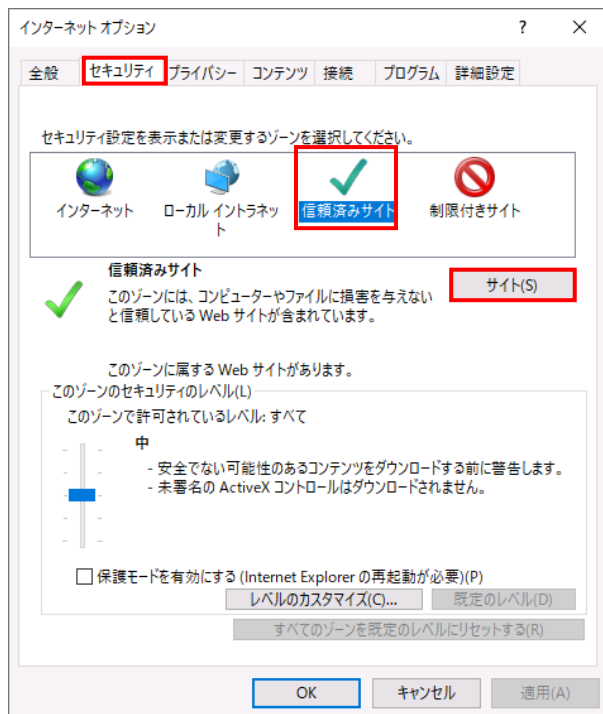 インターネット オプション ? ×
全般 セキュリティ プライバシー コンテンツ 接続 プログラム 詳細設定
セキュリティ設定を表示または変更するゾーンを選択してください。
インターネット ローカル イントラネッ 信頼済みサイト 制限付きサイト
ト
信頼済みサイト
サイト(S)
このゾーンには、コンピューターやファイルに損害を与えない
と信頼している Web サイトが含まれています。
このゾーンに属する Web サイトがあります。
このゾーンのセキュリティのレベル(L)
このゾーンで許可されているレベル: すべて
中
- 安全でない可能性のあるコンテンツをダウンロードする前に警告します。
- 未署名の ActiveX コントロールはダウンロードされません。
保護モードを有効にする (Internet Explorer の再起動が必要)(P)
レベルのカスタマイズ(C)... 既定のレベル(D)
すべてのゾーンを既定のレベルにリセットする(R)
OK キャンセル 適用(A)